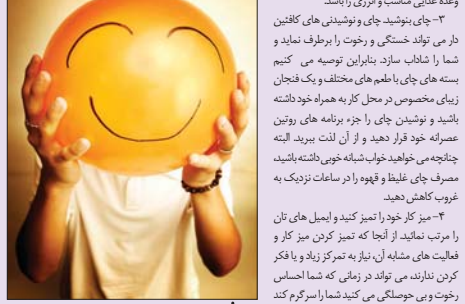 وعده غذایی مناسب و انرژی زا باشد.
۳- چای بنوشید. چای و نوشیدنی های کافئین
دار می تواند خستگی و رخوت را برطرف نماید و
شما را شاداب سازد. بنابراین توصیه می کنیم
بسته های چای با طعم های مختلف و یک فنجان
زیبای مخصوص در محل کار به همراه خود داشته
باشید و نوشیدن چای را جزء برنامه های روتین
عصرانه خود قرار دهید و از آن لذت ببرید. البته
چنانچه می خواهید خواب شبانه خوبی داشته باشید،
مصرف چای غلیظ و قهوه را در ساعات نزدیک به
غروب کاهش دهید.
۴- میز کار خود را تمیز کنید و ایمیل های تان
را مرتب نمائید. از آنجا که تمیز کردن میز کار و
فعالیت های مشابه آن، نیاز به تمرکز زیاد و یا فکر
کردن ندارند، می تواند در زمانی که شما احساس
رخوت و بی حوصلگی می کنید شما را سرگرم کند